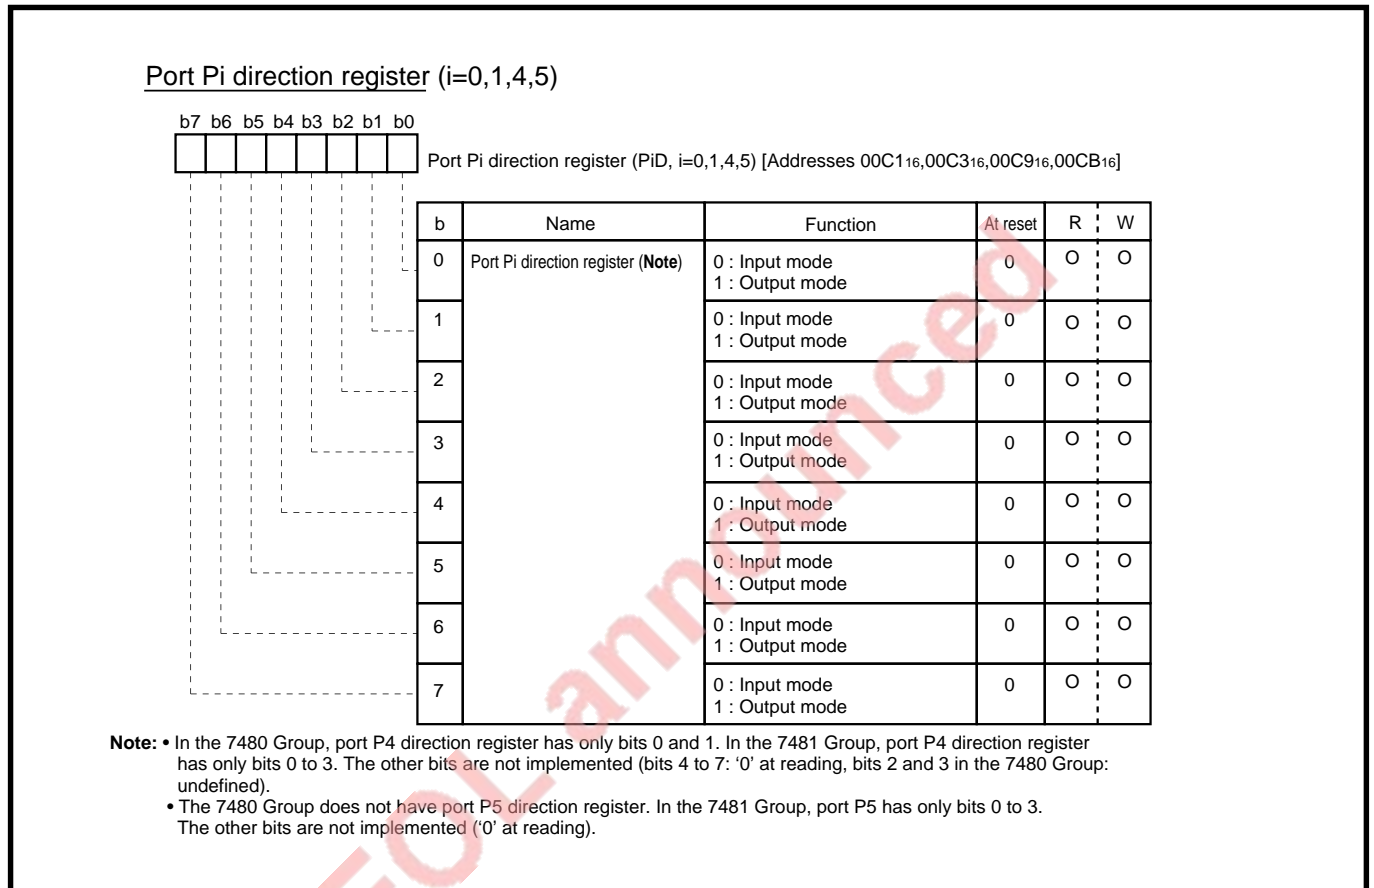 Port Pi direction register (i=0,1,4,5)
b7 b6 b5 b4 b3 b2 b1 b0
Port Pi direction register (PiD, i=0,1,4,5) [Addresses 00C116,00C316,00C916,00CB16]
b Name Function At reset R W
0 Port Pi direction register (Note) 0 : Input mode 0 O O
1 : Output mode
1 0 : Input mode 0 O O
1 : Output mode
2 0 : Input mode 0 O O
1 : Output mode
3 0 : Input mode 0 O O
1 : Output mode
4 0 : Input mode 0 O O
1 : Output mode
5 0 : Input mode 0 O O
1 : Output mode
6 0 : Input mode 0 O O
1 : Output mode
7 0 : Input mode 0 O O
1 : Output mode
Note: • In the 7480 Group, port P4 direction register has only bits 0 and 1. In the 7481 Group, port P4 direction register
has only bits 0 to 3. The other bits are not implemented (bits 4 to 7: ‘0’ at reading, bits 2 and 3 in the 7480 Group:
undefined).
• The 7480 Group does not have port P5 direction register. In the 7481 Group, port P5 has only bits 0 to 3.
The other bits are not implemented (‘0’ at reading).
EOL announced